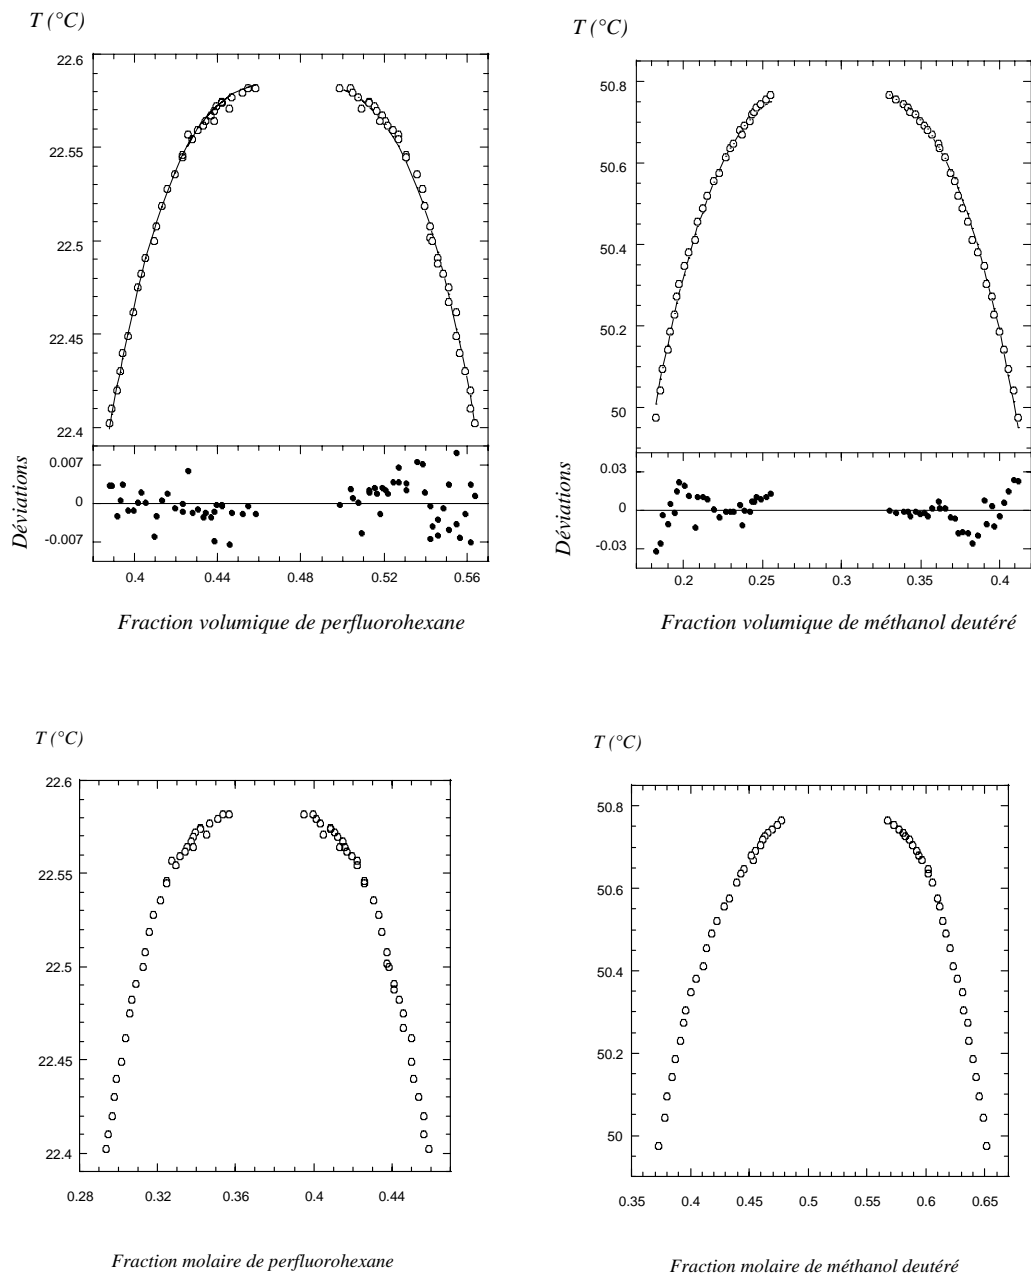 T (°C)
22.6
22.55
22.5
22.45
22.4
Déviations
0.007
0
-0.007
0.4 0.44 0.48 0.52 0.56
Fraction volumique de perfluorohexane
T (°C)
50.8
50.6
50.4
50.2
50
Déviations
0.03
0
-0.03
0.2 0.25 0.3 0.35 0.4
Fraction volumique de méthanol deutéré
T (°C)
22.6
22.55
22.5
22.45
22.4
0.28 0.32 0.36 0.4 0.44
Fraction molaire de perfluorohexane
T (°C)
50.8
50.6
50.4
50.2
50
0.35 0.4 0.45 0.5 0.55 0.6 0.65
Fraction molaire de méthanol deutéré